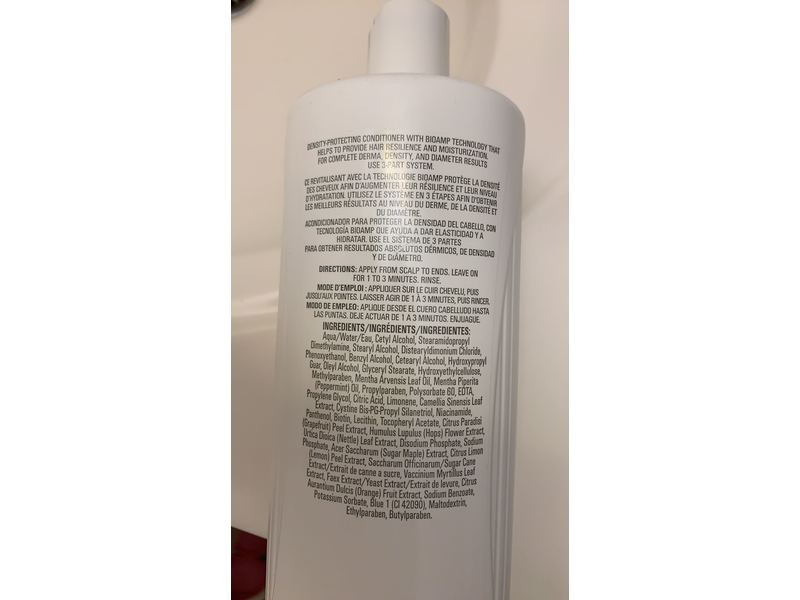 DENSITY-PROTECTING CONDITIONER WITH BIOAMP TECHNOLOGY THAT
HELPS TO PROVIDE HAIR RESILIENCE AND MOISTURIZATION.
FOR COMPLETE DERMA, DENSITY, AND DIAMETER RESULTS
USE 3-PART SYSTEM.
CE REVITALISANT AVEC LA TECHNOLOGIE BIOAMP PROTÈGE LA DENSITÉ
DES CHEVEUX AFIN D'AUGMENTER LEUR RÉSILIENCE ET LEUR NIVEAU
D'HYDRATATION. UTILISEZ LE SYSTÈME EN 3 ÉTAPES AFIN D'OBTENIR
LES MEILLEURS RÉSULTATS AU NIVEAU DU DERME, DE LA DENSITÉ ET
DU DIAMÈTRE.
ACONDICIONADOR PARA PROTEGER LA DENSIDAD DEL CABELLO, CON
TECNOLOGÍA BIOAMP QUE AYUDA A DAR ELASTICIDAD Y A
HIDRATAR. USE EL SISTEMA DE 3 PARTES
PARA OBTENER RESULTADOS ABSOLUTOS DÉRMICOS, DE DENSIDAD
Y DE DIÁMETRO.
DIRECTIONS: APPLY FROM SCALP TO ENDS. LEAVE ON
FOR 1 TO 3 MINUTES. RINSE.
MODE D'EMPLOI : APPLIQUER SUR LE CUIR CHEVELU, PUIS
JUSQU'AUX POINTES. LAISSER AGIR DE 1 À 3 MINUTES, PUIS RINCER.
MODO DE EMPLEO: APLIQUE DESDE EL CUERO CABELLUDO HASTA
LAS PUNTAS. DEJE ACTUAR DE 1 A 3 MINUTOS. ENJUAGUE.
INGREDIENTS/INGRÉDIENTS/INGREDIENTES:
Aqua/Water/Eau, Cetyl Alcohol, Stearamidopropyl
Dimethylamine, Stearyl Alcohol, Distearyldimonium Chloride,
Phenoxyethanol, Benzyl Alcohol, Cetearyl Alcohol, Hydroxypropyl
Guar, Oleyl Alcohol, Glyceryl Stearate, Hydroxyethylcellulose,
Methylparaben, Mentha Arvensis Leaf Oil, Mentha Piperita
(Peppermint) Oil, Propylparaben, Polysorbate 60, EDTA,
Propylene Glycol, Citric Acid, Limonene, Camellia Sinensis Leaf
Extract, Cystine Bis-PG-Propyl Silanetriol, Niacinamide,
Panthenol, Biotin, Lecithin, Tocopheryl Acetate, Citrus Paradisi
(Grapefruit) Peel Extract, Humulus Lupulus (Hops) Flower Extract,
Urtica Dioica (Nettle) Leaf Extract, Disodium Phosphate, Sodium
Phosphate, Acer Saccharum (Sugar Maple) Extract, Citrus Limon
(Lemon) Peel Extract, Saccharum Officinarum/Sugar Cane
Extract/Extrait de canne a sucre, Vaccinium Myrtillus Leaf
Extract, Faex Extract/Yeast Extract/Extrait de levure, Citrus
Aurantium Dulcis (Orange) Fruit Extract, Sodium Benzoate,
Potassium Sorbate, Blue 1 (CI 42090), Maltodextrin,
Ethylparaben, Butylparaben.